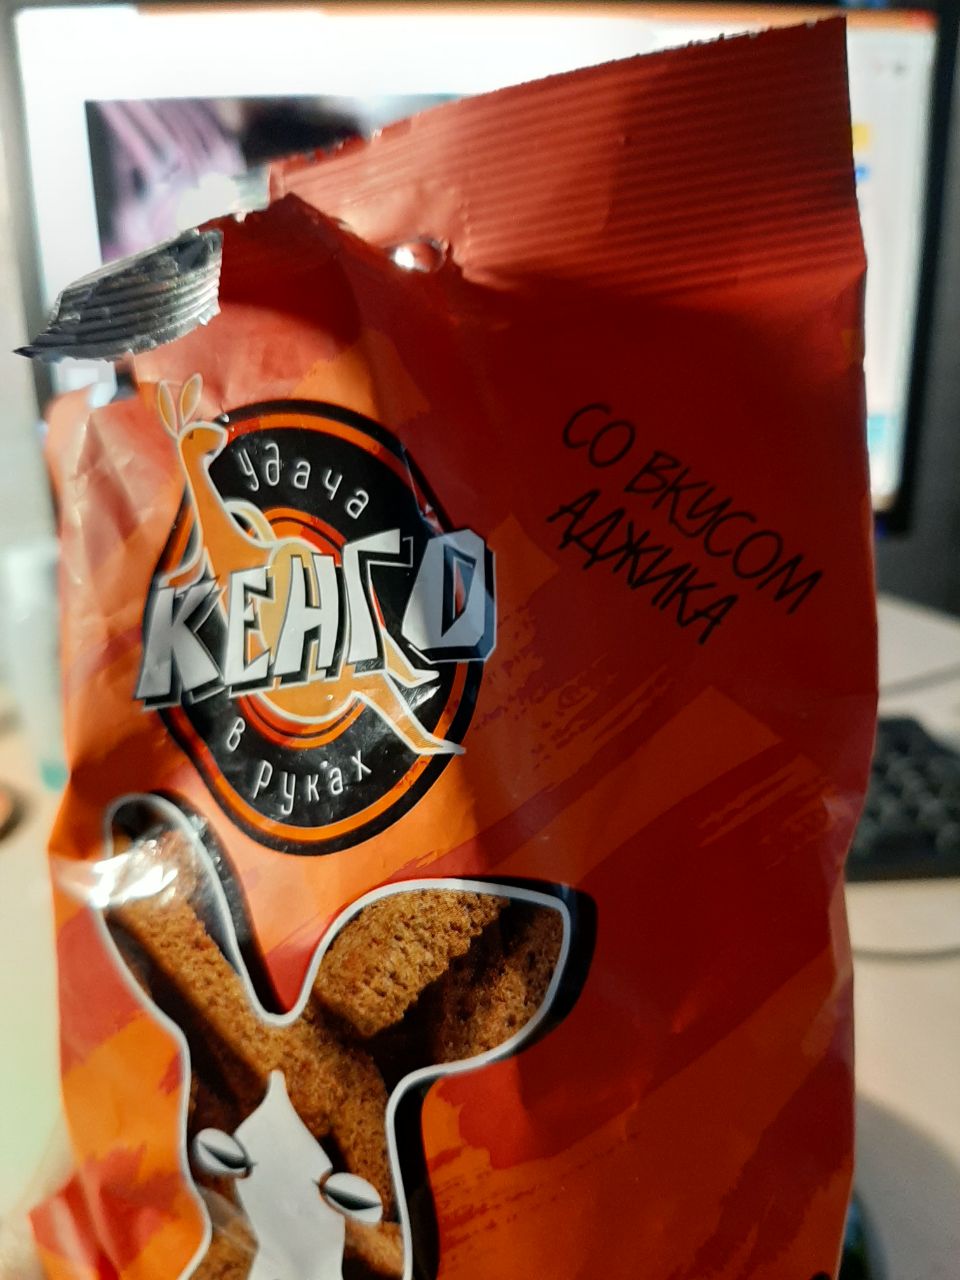 удача
КЕНГО
в руках
СО ВКУСОМ
АДЖИКА